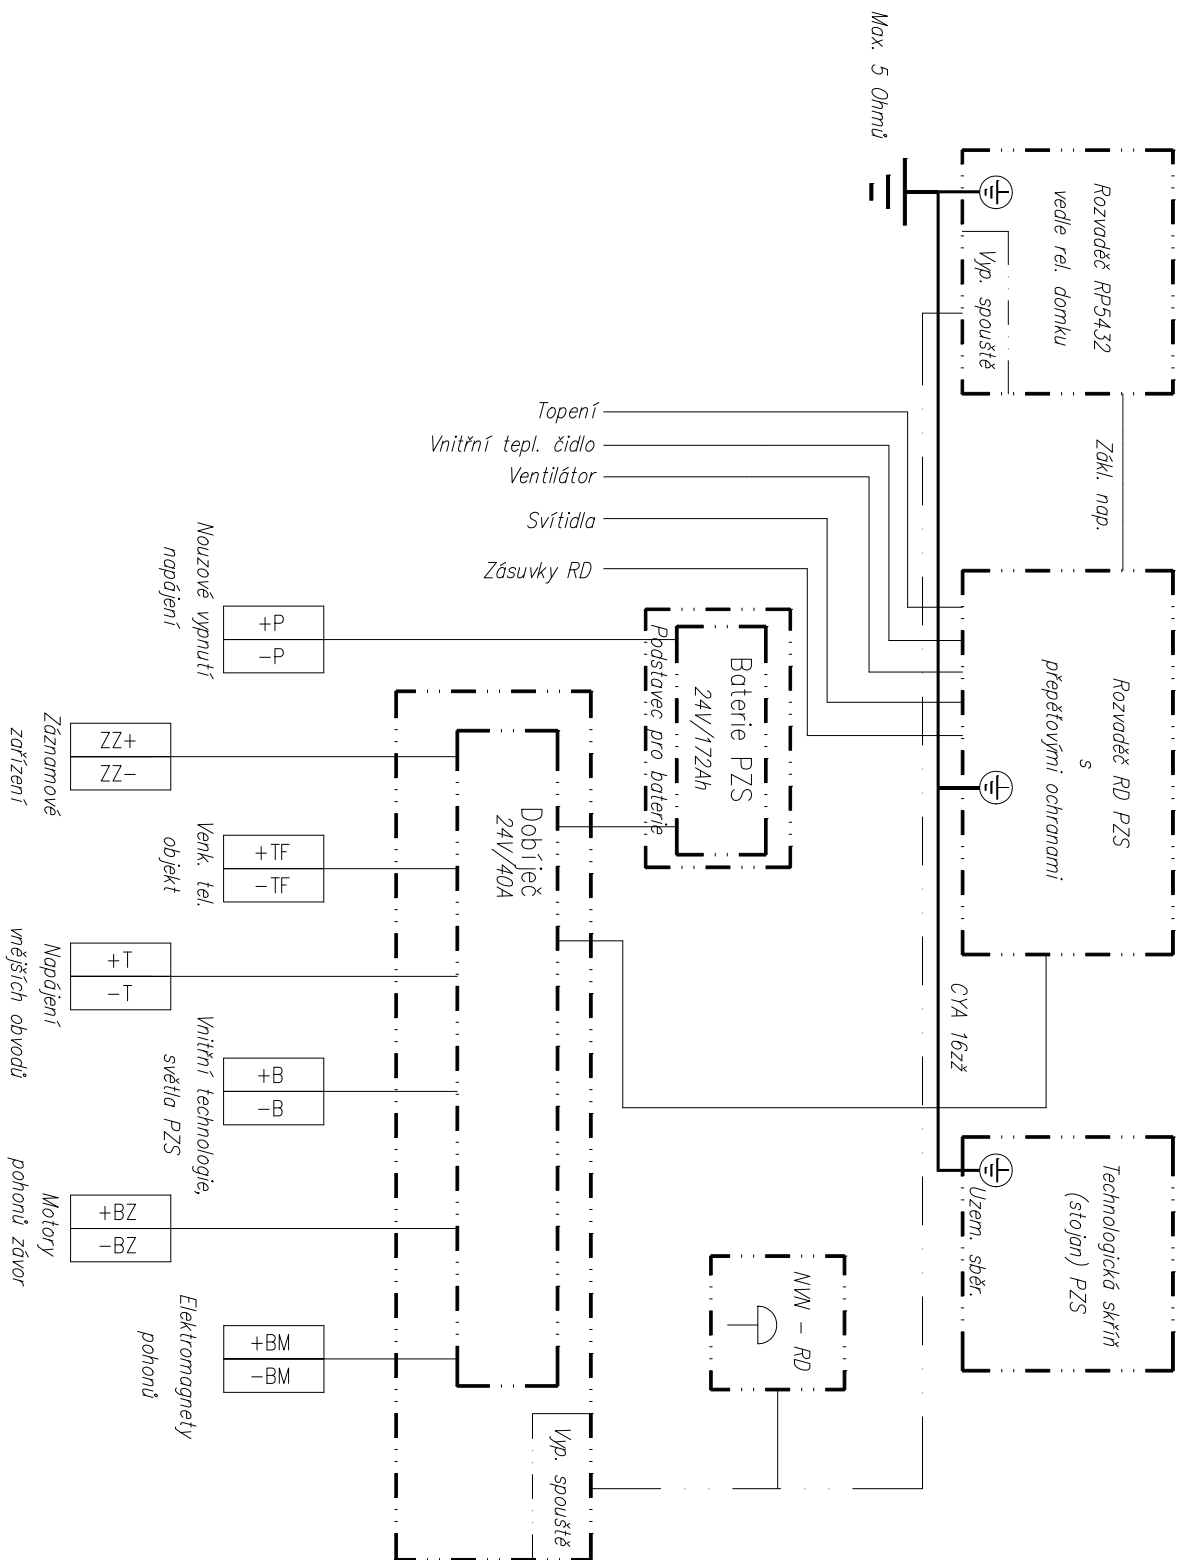 Max. 5 Ohmů
Rozvaděč RP5432
vedle rel. domku
Vyp. spouště
Zákl. nap.
Rozvaděč RD PZS
s
přepěťovými ochranami
CYA 16zž
Technologická skříň
(stojan) PZS
Uzem. sběr.
Topení
Vnitřní tepl. čidlo
Ventilátor
Svítidla
Zásuvky RD
Baterie PZS
24V/172Ah
Podstavec pro baterie
NVN - RD
Dobíječ
24V/40A
Vyp. spouště
+P
-P
Nouzové vypnutí
napájení
ZZ+
ZZ-
Záznamové
zařízení
+TF
-TF
Venk. tel.
objekt
+T
-T
Napájení
vnějších obvodů
+B
-B
Vnitřní technologie,
světla PZS
+BZ
-BZ
Motory
pohonů závor
+BM
-BM
Elektromagnety
pohonů